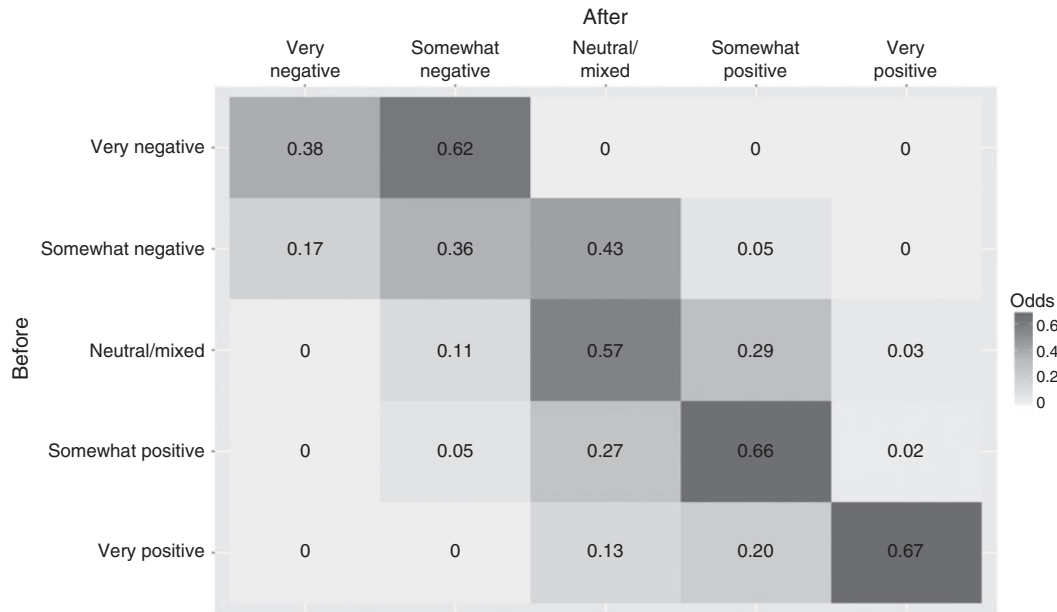 After
Very
negative
Somewhat
negative
Neutral/
mixed
Somewhat
positive
Very
positive
Before
Very negative
0.38 0.62 0 0 0
Somewhat negative
0.17 0.36 0.43 0.05 0
Neutral/mixed
0 0.11 0.57 0.29 0.03
Somewhat positive
0 0.05 0.27 0.66 0.02
Very positive
0 0 0.13 0.20 0.67
Odds
0.6
0.4
0.2
0